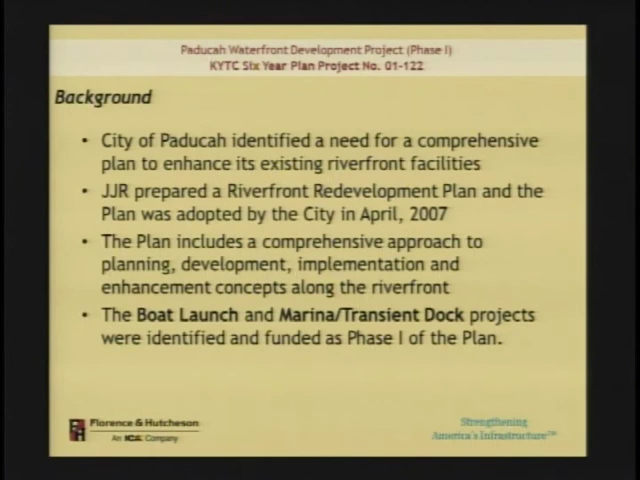 Paducah Waterfront Development Project (Phase I)
KYTC Six Year Plan Project No. 01-122
Background
• City of Paducah identified a need for a comprehensive
plan to enhance its existing riverfront facilities
• JJR prepared a Riverfront Redevelopment Plan and the
Plan was adopted by the City in April, 2007
• The Plan includes a comprehensive approach to
planning, development, implementation and
enhancement concepts along the riverfront
• The Boat Launch and Marina/Transient Dock projects
were identified and funded as Phase I of the Plan.
Florence & Hutcheson
An ICA Company
Strengthening
America's Infrastructure™